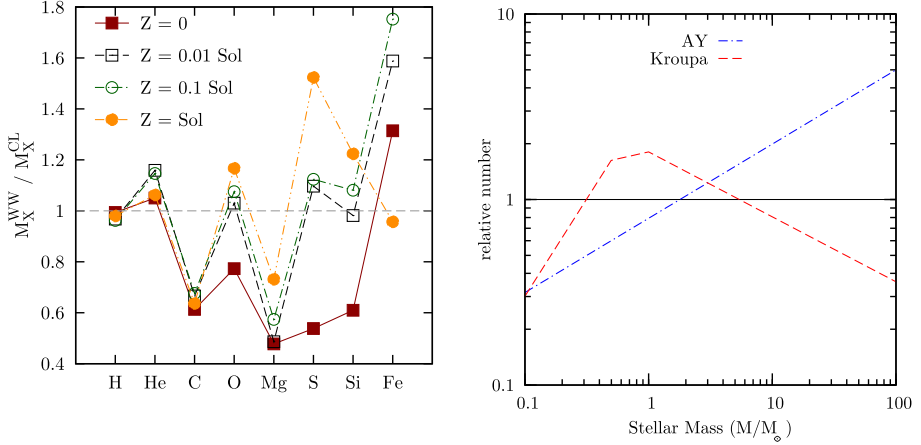 M_X^WW / M_X^CL
1.8
1.6
1.4
1.2
1
0.8
0.6
0.4
Z = 0
Z = 0.01 Sol
Z = 0.1 Sol
Z = Sol
H He C O Mg S Si Fe
relative number
10
1
0.1
AY
Kroupa
0.1 1 10 100
Stellar Mass (M/M☉)